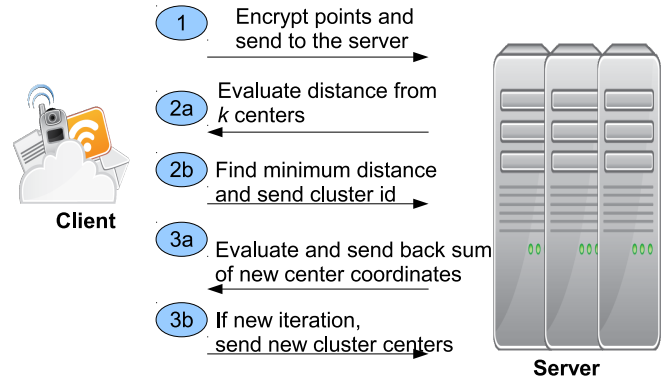 1
Encrypt points and
send to the server
2a
Evaluate distance from
k centers
2b
Find minimum distance
and send cluster id
Client
3a
Evaluate and send back sum
of new center coordinates
3b
If new iteration,
send new cluster centers
Server